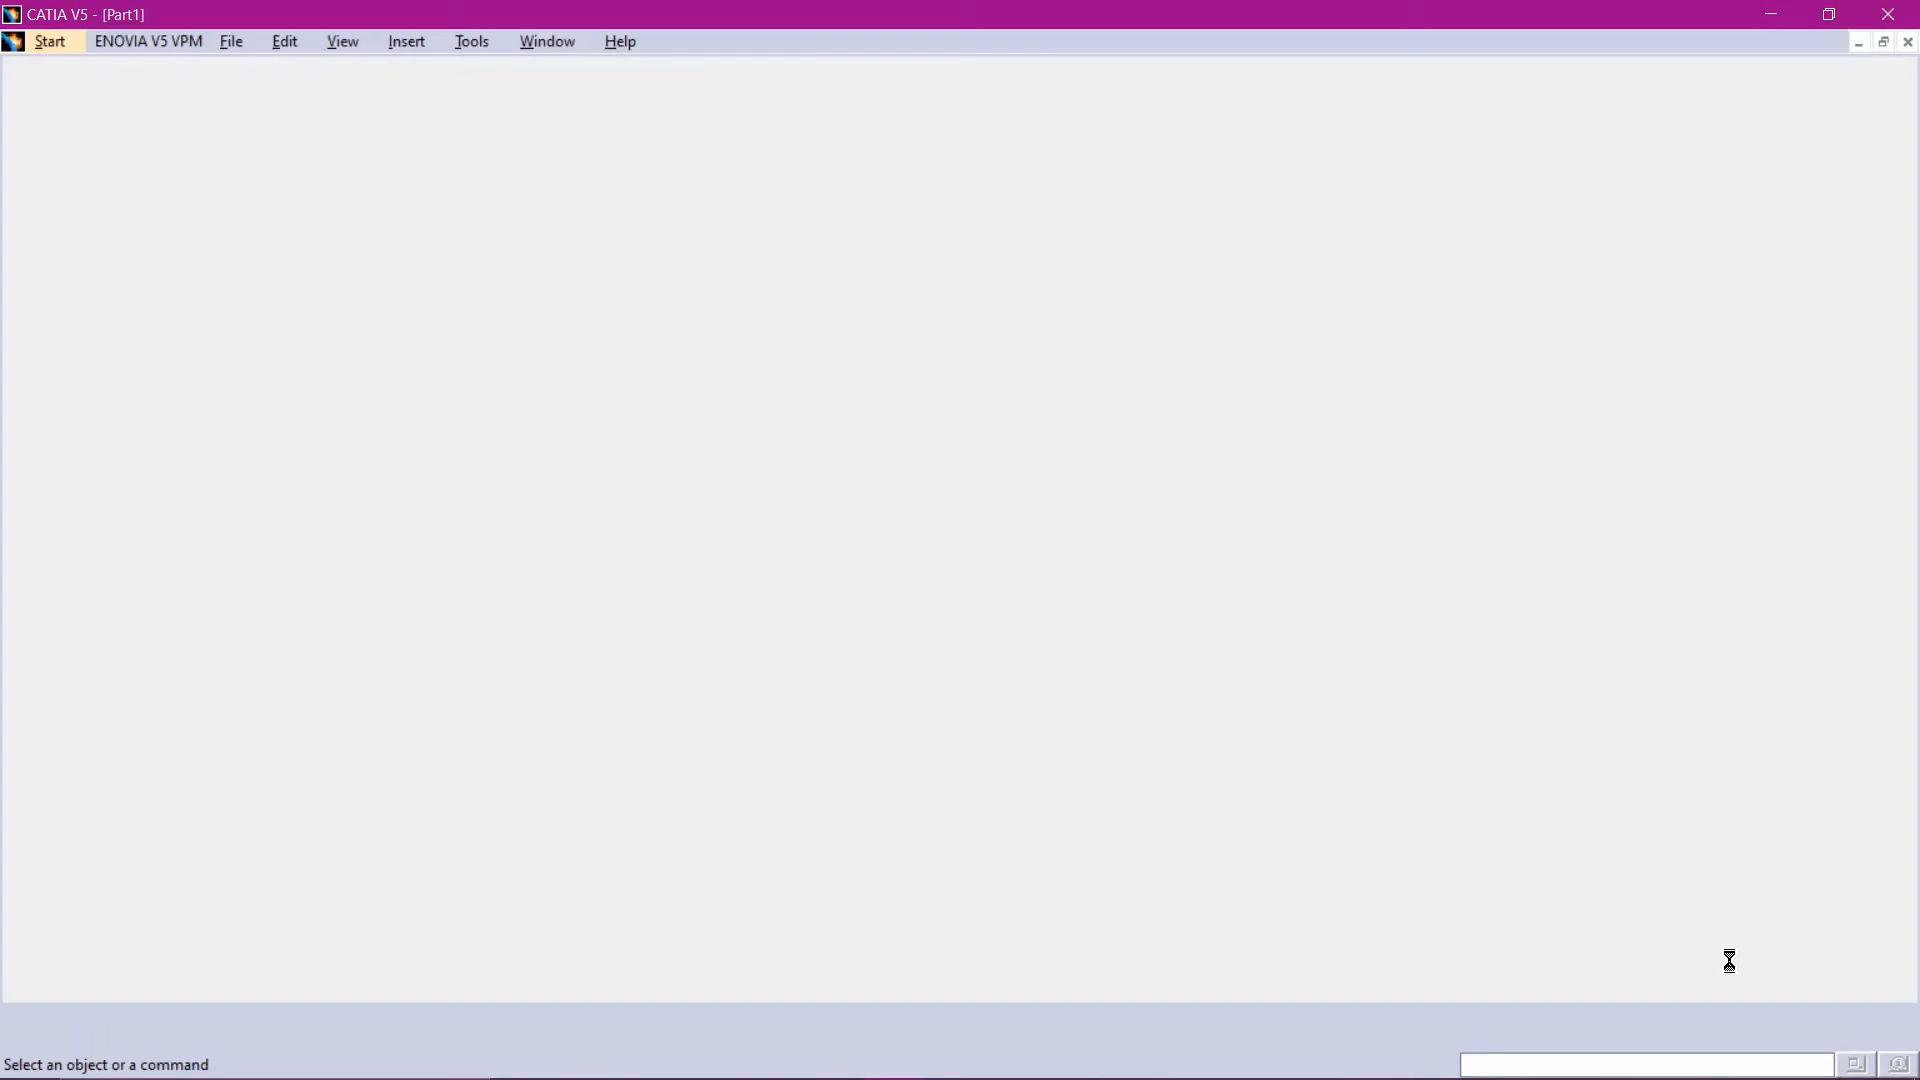 CATIA V5 - [Part1]
Start ENOVIA V5 VPM File Edit View Insert Tools Window Help
Select an object or a command